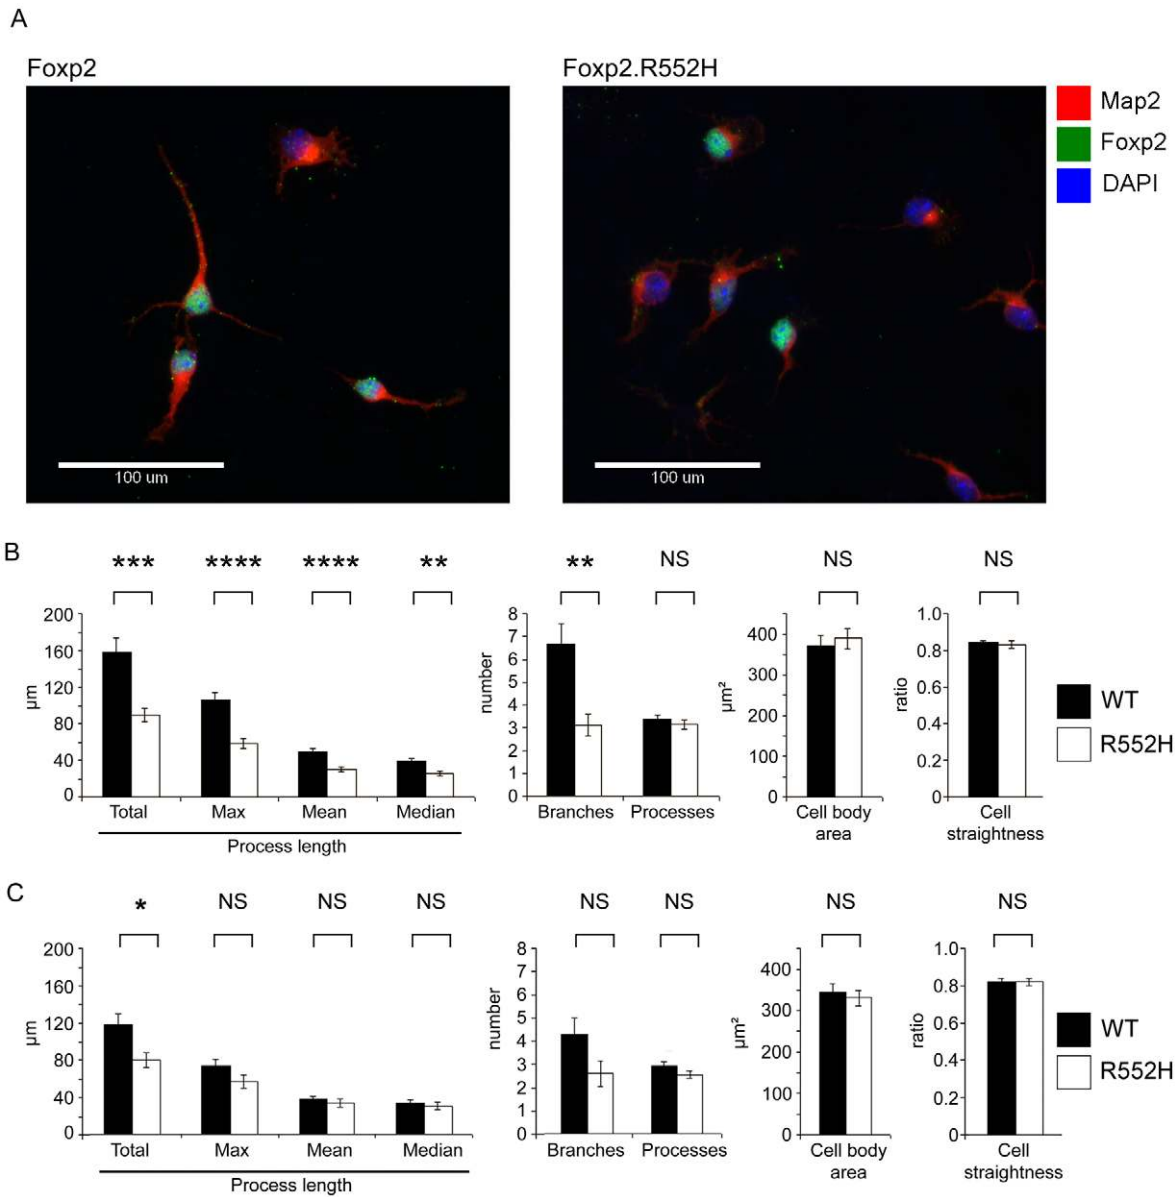 A
Foxp2
Foxp2.R552H
Map2
Foxp2
DAPI
100 um
100 um
B
*** **** **** ** ** NS NS NS
µm
200
160
120
80
40
0
Total Max Mean Median
Process length
number
8
7
6
5
4
3
2
1
0
Branches Processes
µm²
400
300
200
100
0
Cell body
area
ratio
1.0
0.8
0.6
0.4
0.2
0
Cell
straightness
WT
R552H
C
* NS NS NS NS NS NS NS
µm
200
160
120
80
40
0
Total Max Mean Median
Process length
number
8
7
6
5
4
3
2
1
0
Branches Processes
µm²
400
300
200
100
0
Cell body
area
ratio
1.0
0.8
0.6
0.4
0.2
0
Cell
straightness
WT
R552H